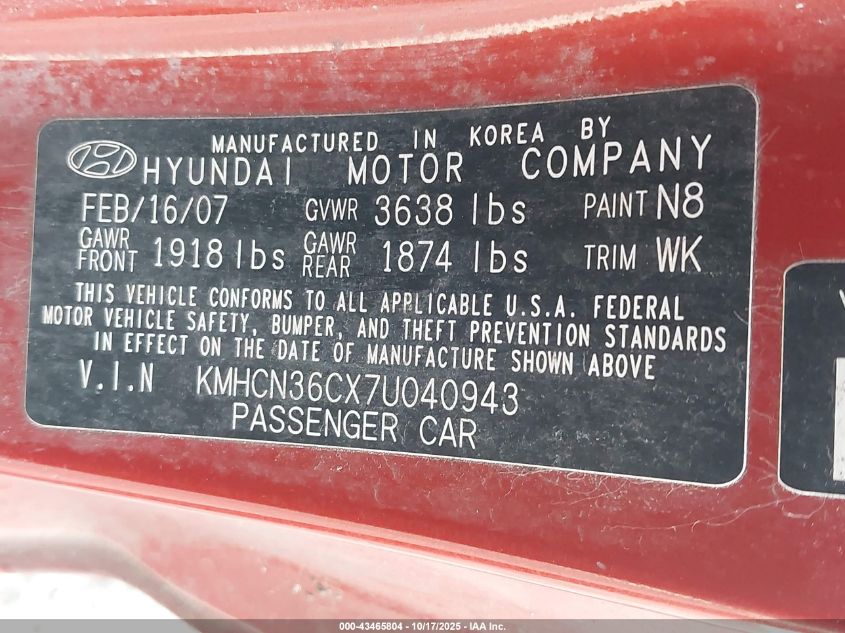 MANUFACTURED IN KOREA BY
HYUNDAI MOTOR COMPANY
FEB/16/07 GVWR 3638 lbs PAINT N8
GAWR FRONT 1918 lbs GAWR REAR 1874 lbs TRIM WK
THIS VEHICLE CONFORMS TO ALL APPLICABLE U.S.A. FEDERAL
MOTOR VEHICLE SAFETY, BUMPER, AND THEFT PREVENTION STANDARDS
IN EFFECT ON THE DATE OF MANUFACTURE SHOWN ABOVE
V.I.N KMHCN36CX7U040943
PASSENGER CAR
000-43465804 - 10/17/2025 - IAA Inc.